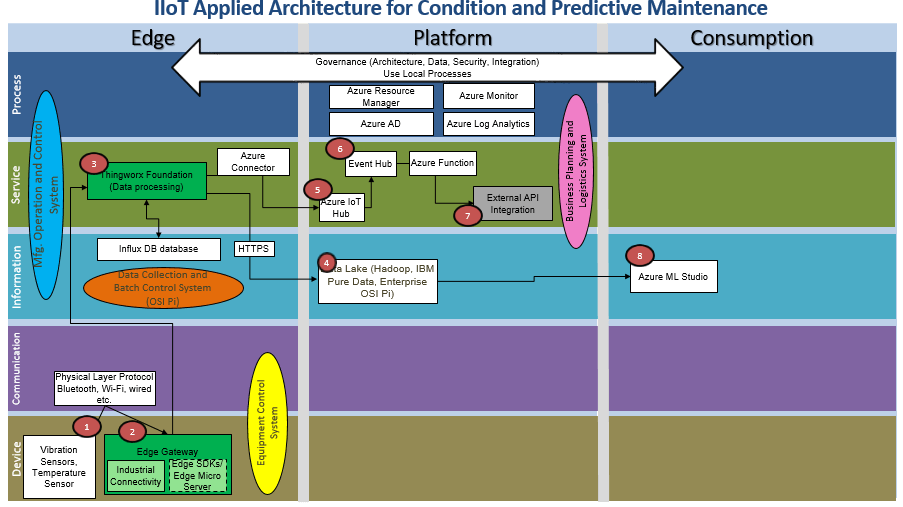 IIoT Applied Architecture for Condition and Predictive Maintenance
Edge
Platform
Consumption
Governance (Architecture, Data, Security, Integration)
Use Local Processes
Process
Azure Resource
Manager
Azure Monitor
Azure AD
Azure Log Analytics
Mfg. Operation and Control
System
Business Planning and
Logistics System
Service
3
Thingworx Foundation
(Data processing)
Azure
Connector
6
Event Hub
Azure Function
5
Azure IoT
Hub
External API
Integration
7
Information
Influx DB database
HTTPS
Data Collection and
Batch Control System
(OSI Pi)
4
ta Lake (Hadoop, IBM
Pure Data, Enterprise
OSI Pi)
8
Azure ML Studio
Communication
Physical Layer Protocol
Bluetooth, Wi-Fi, wired
etc.
Equipment Control
System
Device
1
Vibration
Sensors,
Temperature
Sensor
2
Edge Gateway
Industrial
Connectivity
Edge SDKs/
Edge Micro
Server